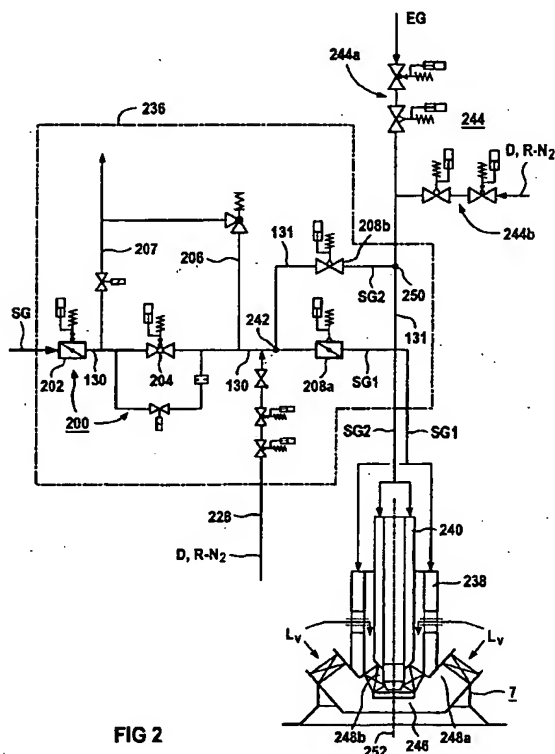 EG
244a
236
244
D, R-N2
207
208b
244b
131
206
SG2
250
SG
242
131
130
130
SG1
202
204
208a
200
SG2
SG1
228
240
D, R-N2
238
Lv
Lv
7
248b
248a
246
FIG 2
252